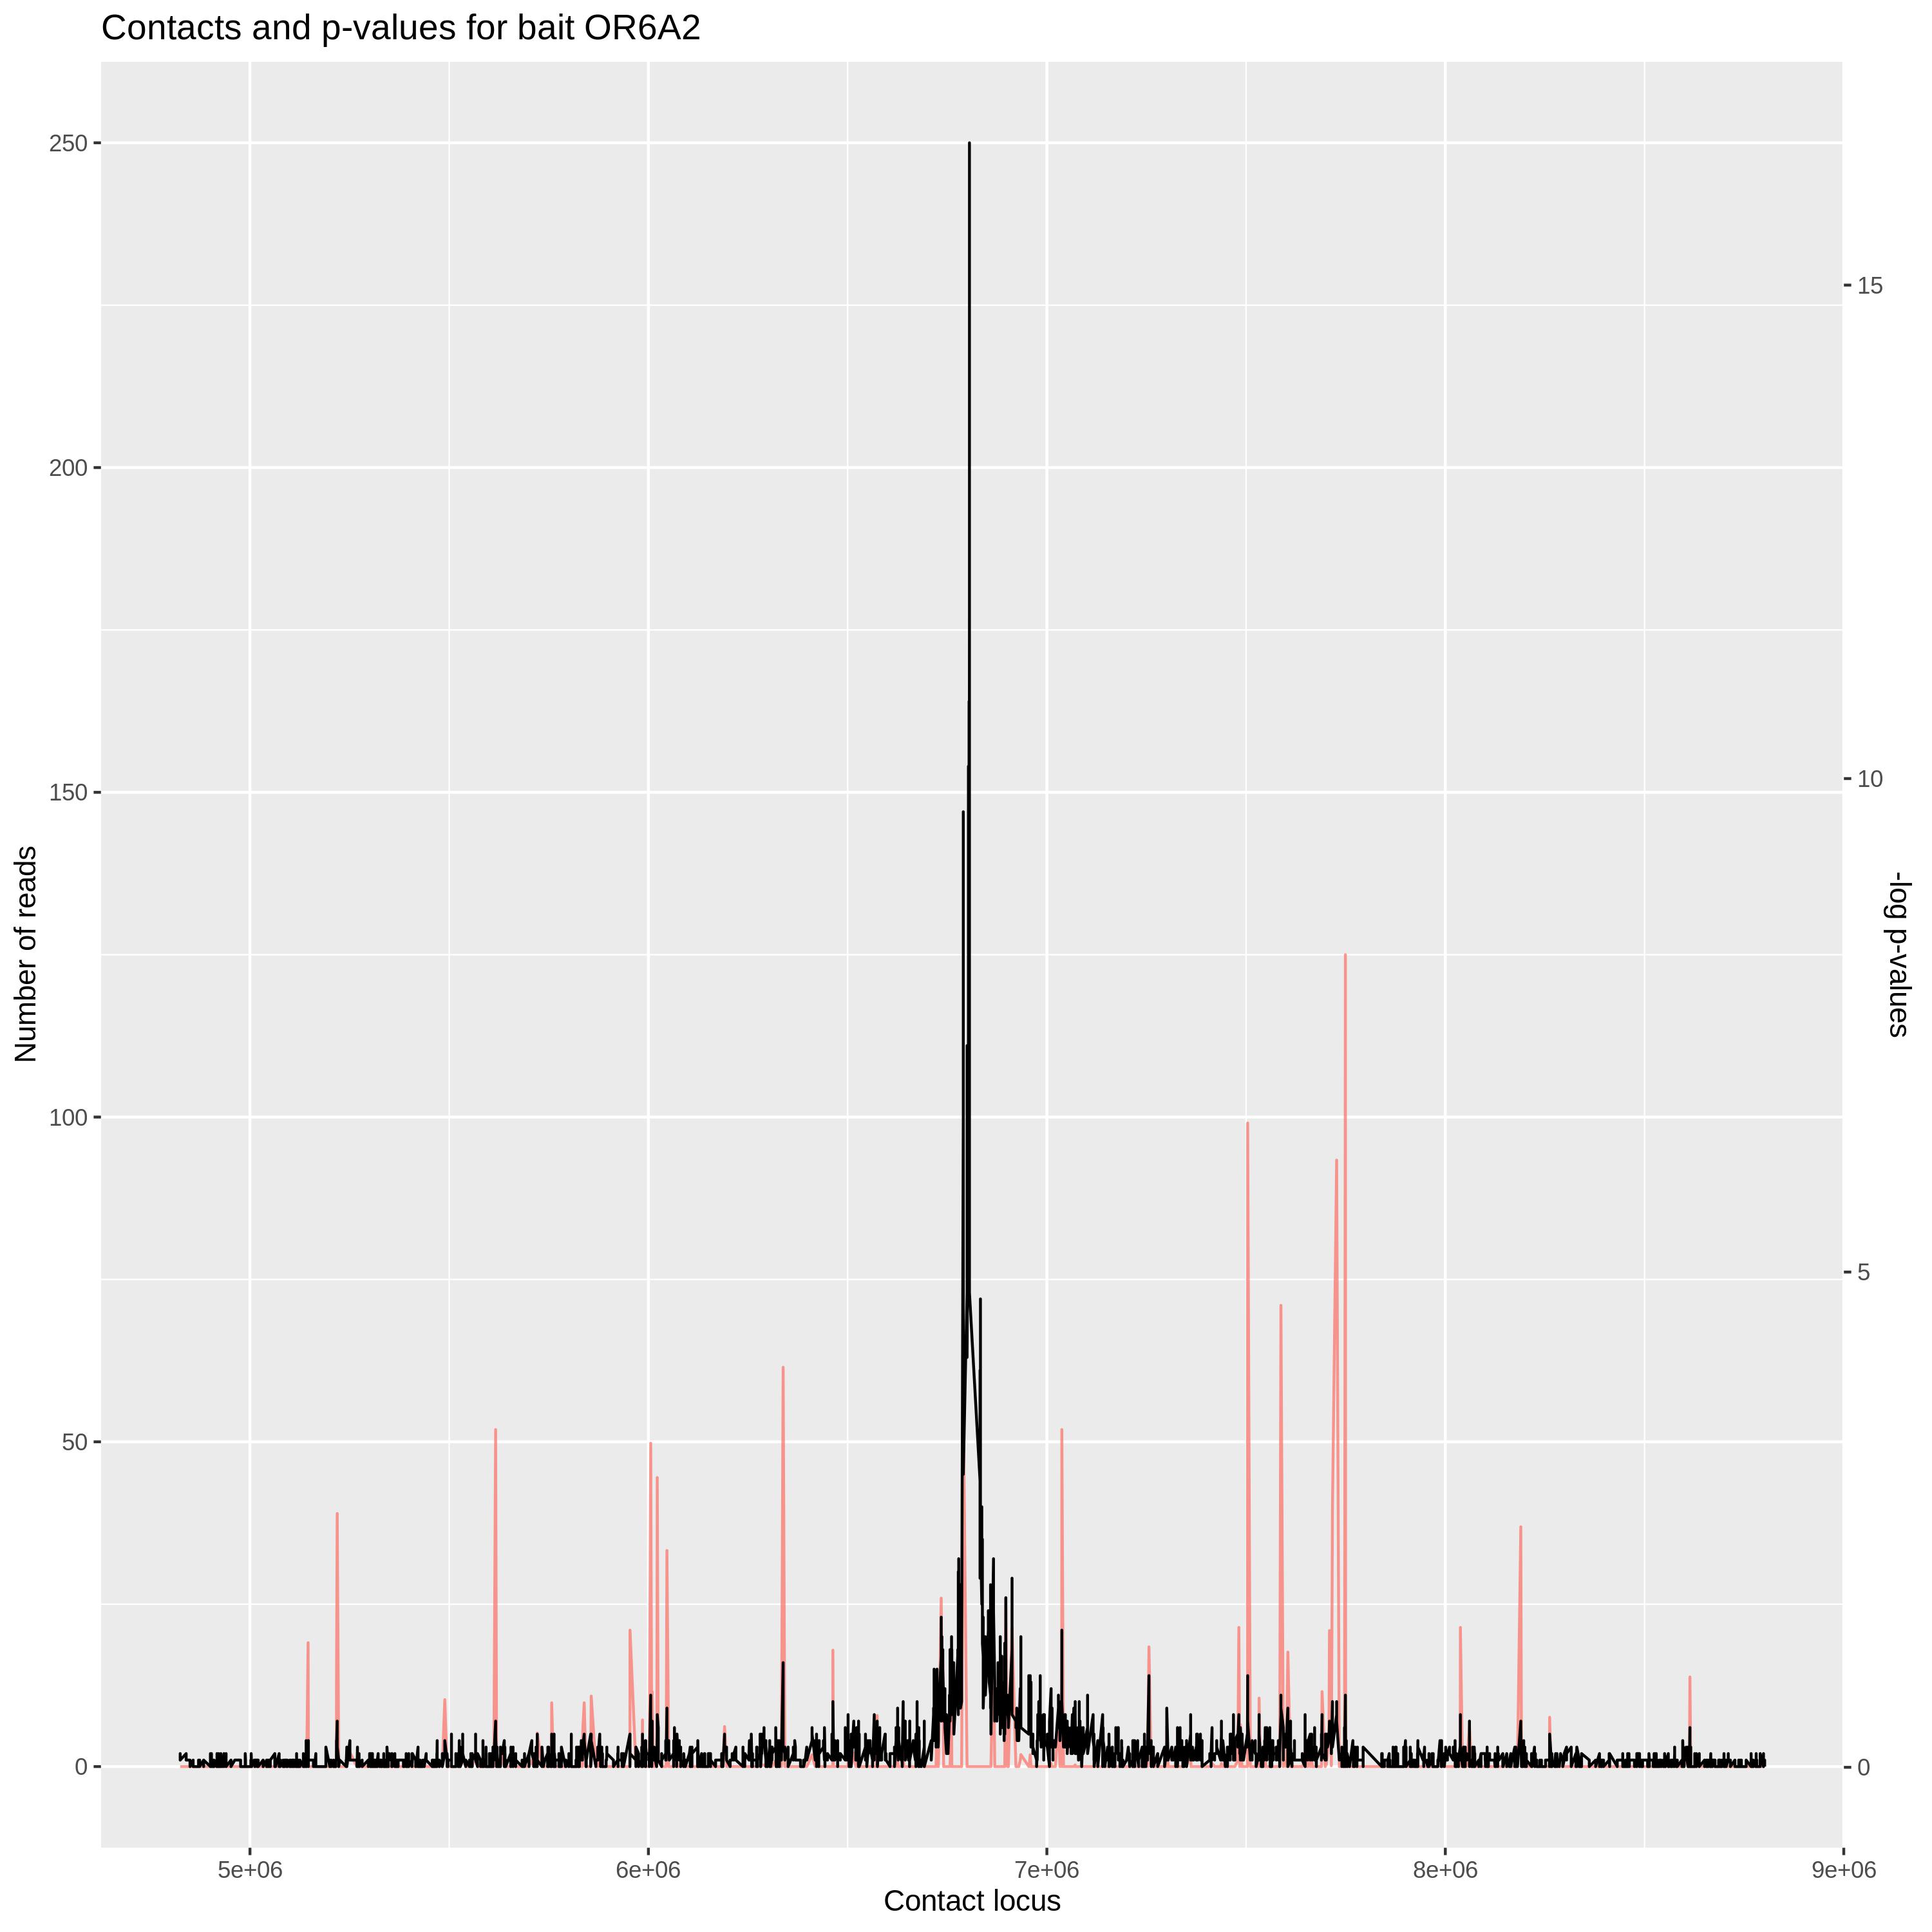 Contacts and p-values for bait OR6A2
250
200
150
100
50
0
Number of reads
15
10
5
0
-log p-values
5e+06
6e+06
7e+06
8e+06
9e+06
Contact locus